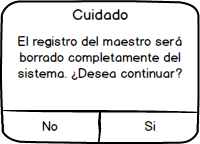 Cuidado
El registro del maestro será
borrado completamente del
sistema. ¿Desea continuar?
No
Si